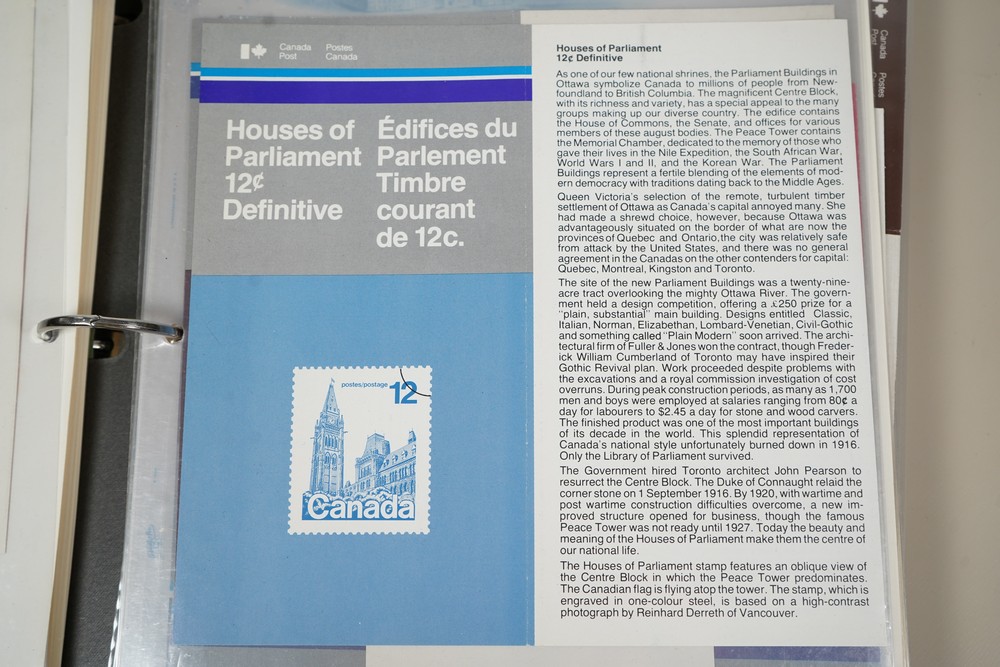 Canada Postes
Post Canada
Houses of
Parliament
12¢
Definitive
Édifices du
Parlement
Timbre
courant
de 12c.
postes/postage 12
Canada
Houses of Parliament
12¢ Definitive
As one of our few national shrines, the Parliament Buildings in
Ottawa symbolize Canada to millions of people from New-
foundland to British Columbia. The magnificent Centre Block,
with its richness and variety, has a special appeal to the many
groups making up our diverse country. The edifice contains
the House of Commons, the Senate, and offices for various
members of these august bodies. The Peace Tower contains
the Memorial Chamber, dedicated to the memory of those who
gave their lives in the Nile Expedition, the South African War,
World Wars I and II, and the Korean War. The Parliament
Buildings represent a fertile blending of the elements of mod-
ern democracy with traditions dating back to the Middle Ages.
Queen Victoria's selection of the remote, turbulent timber
settlement of Ottawa as Canada's capital annoyed many. She
had made a shrewd choice, however, because Ottawa was
advantageously situated on the border of what are now the
provinces of Quebec and Ontario, the city was relatively safe
from attack by the United States, and there was no general
agreement in the Canadas on the other contenders for capital:
Quebec, Montreal, Kingston and Toronto.
The site of the new Parliament Buildings was a twenty-nine-
acre tract overlooking the mighty Ottawa River. The govern-
ment held a design competition, offering a £250 prize for a
"plain, substantial" main building. Designs entitled Classic,
Italian, Norman, Elizabethan, Lombard-Venetian, Civil-Gothic
and something called "Plain Modern" soon arrived. The archi-
tectural firm of Fuller & Jones won the contract, though Freder-
ick William Cumberland of Toronto may have inspired their
Gothic Revival plan. Work proceeded despite problems with
the excavations and a royal commission investigation of cost
overruns. During peak construction periods, as many as 1,700
men and boys were employed at salaries ranging from 80¢ a
day for labourers to $2.45 a day for stone and wood carvers.
The finished product was one of the most important buildings
of its decade in the world. This splendid representation of
Canada's national style unfortunately burned down in 1916.
Only the Library of Parliament survived.
The Government hired Toronto architect John Pearson to
resurrect the Centre Block. The Duke of Connaught relaid the
corner stone on 1 September 1916. By 1920, with wartime and
post wartime construction difficulties overcome, a new im-
proved structure opened for business, though the famous
Peace Tower was not ready until 1927. Today the beauty and
meaning of the Houses of Parliament make them the centre of
our national life.
The Houses of Parliament stamp features an oblique view of
the Centre Block in which the Peace Tower predominates.
The Canadian flag is flying atop the tower. The stamp, which is
engraved in one-colour steel, is based on a high-contrast
photograph by Reinhard Derreth of Vancouver.
Canada Postes
Post